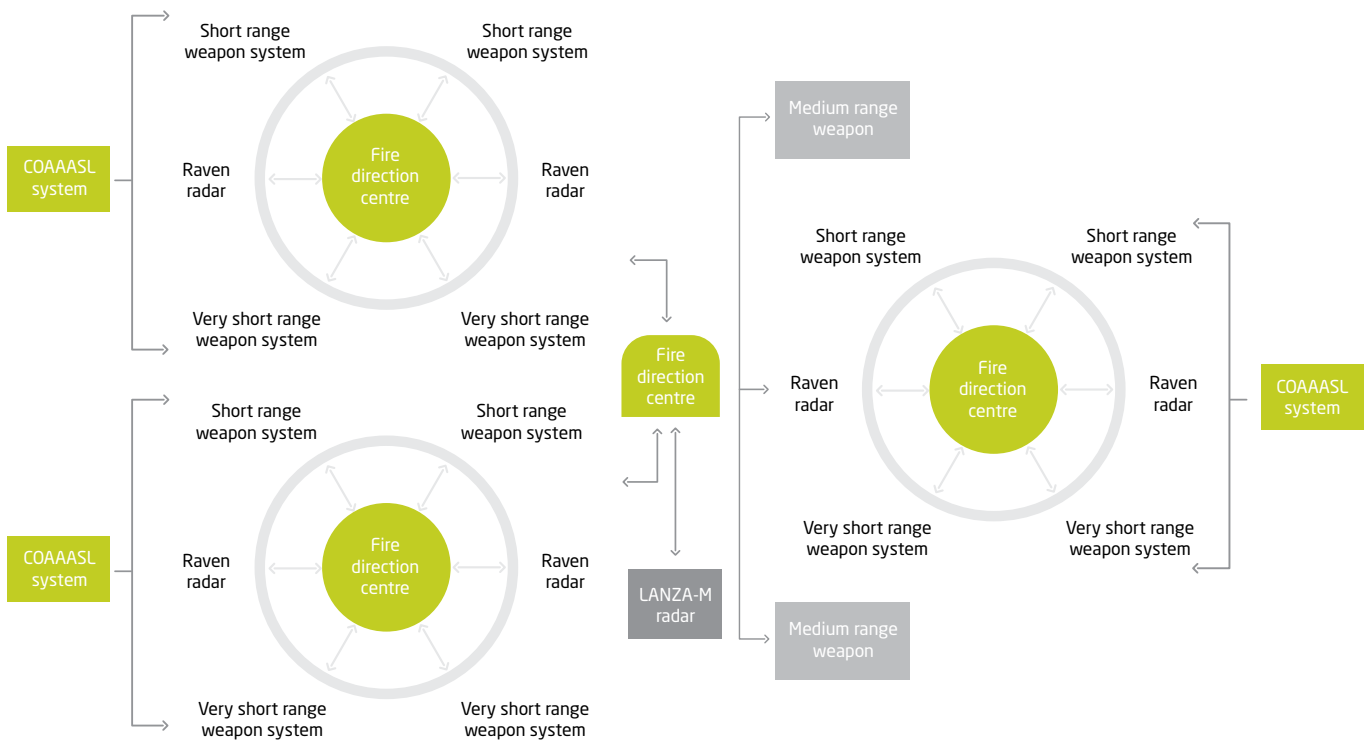 Short range
weapon system
Short range
weapon system
COAAASL
system
Raven
radar
Fire
direction
centre
Raven
radar
Very short range
weapon system
Very short range
weapon system
COAAASL
system
Short range
weapon system
Short range
weapon system
Raven
radar
Fire
direction
centre
Raven
radar
Very short range
weapon system
Very short range
weapon system
Fire
direction
centre
LANZA-M
radar
Medium range
weapon
Short range
weapon system
Short range
weapon system
Raven
radar
Fire
direction
centre
Raven
radar
COAAASL
system
Very short range
weapon system
Very short range
weapon system
Medium range
weapon